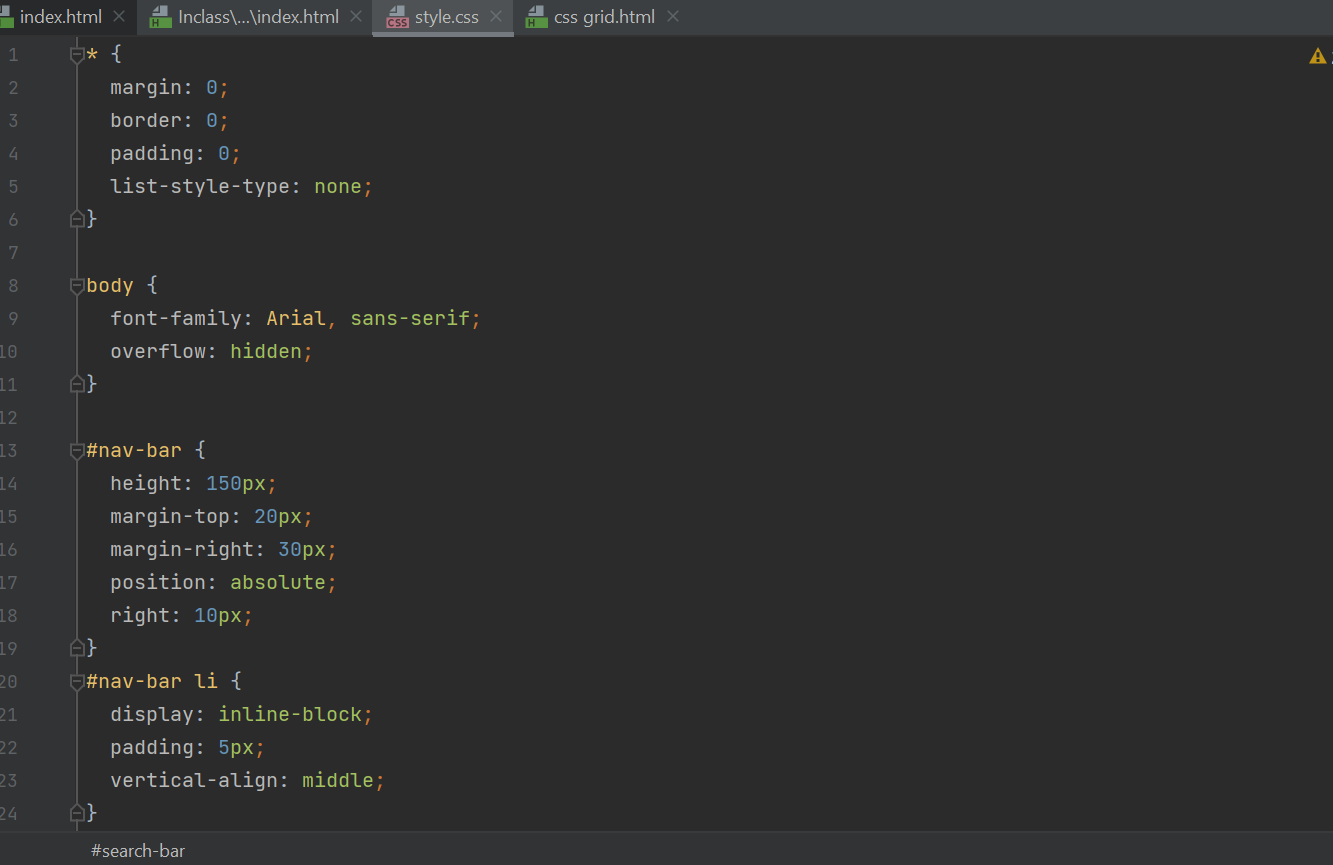 index.html Inclass\...\index.html style.css css grid.html
1 * {
2 margin: 0;
3 border: 0;
4 padding: 0;
5 list-style-type: none;
6 }
7
8 body {
9 font-family: Arial, sans-serif;
10 overflow: hidden;
11 }
12
13 #nav-bar {
14 height: 150px;
15 margin-top: 20px;
16 margin-right: 30px;
17 position: absolute;
18 right: 10px;
19 }
20 #nav-bar li {
21 display: inline-block;
22 padding: 5px;
23 vertical-align: middle;
24 }
#search-bar